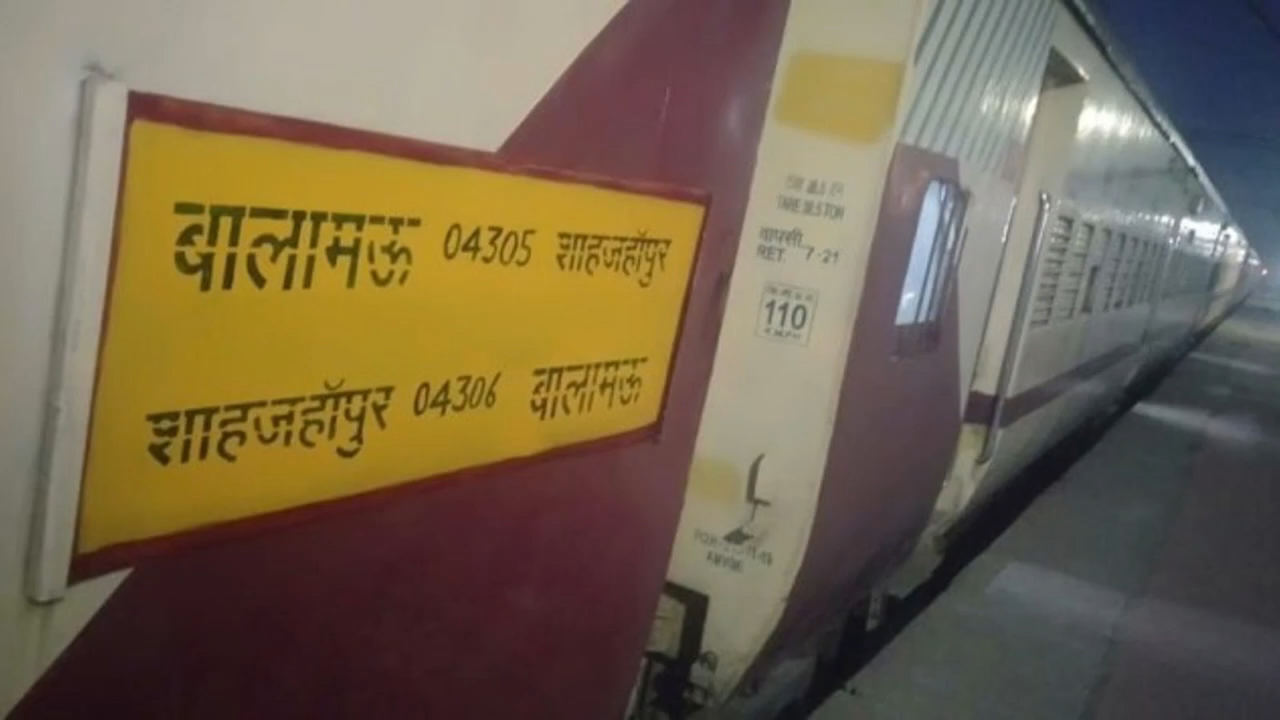 बालामऊ 04305 शाहजहॉपुर
शाहजहॉपुर 04306 बालामऊ
वापसी
RET. 7-21
110